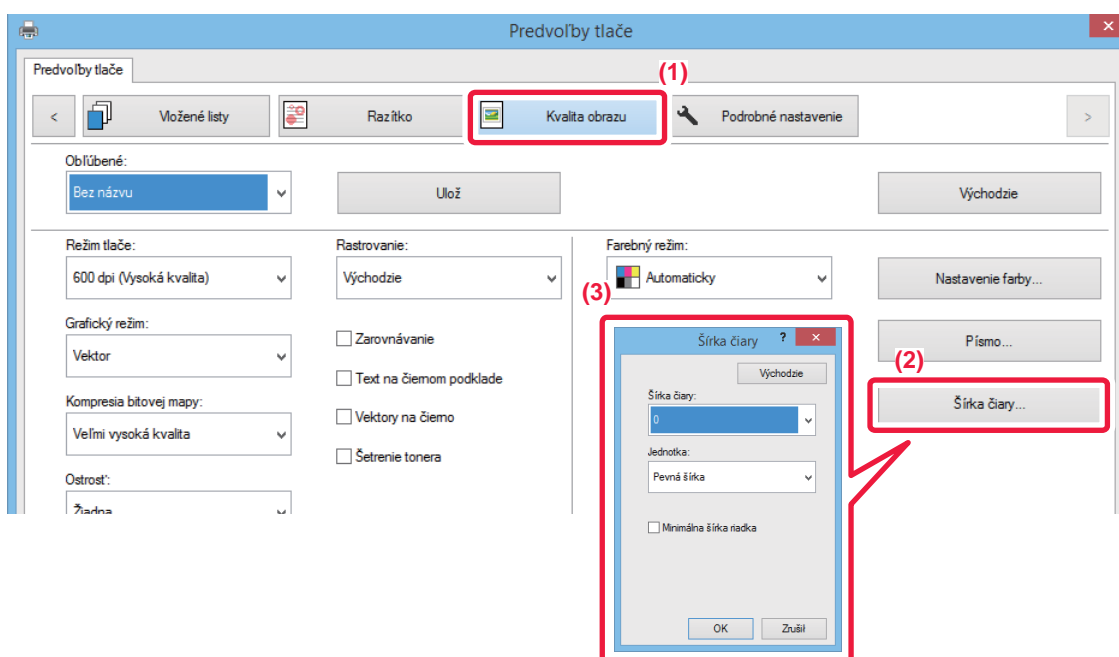 Predvoľby tlače
Predvoľby tlače
(1)
<
Vložené listy
Razítko
Kvalita obrazu
Podrobné nastavenie
>
Obľúbené:
Bez názvu
Ulož
Východzie
Režim tlače:
Rastrovanie:
Farebný režim:
600 dpi (Vysoká kvalita)
Východzie
Automaticky
Nastavenie farby...
(3)
Grafický režim:
Vektor
Zarovnávanie
Text na čiernom podklade
Vektory na čierno
Šetrenie tonera
Písmo...
(2)
Šírka čiary...
Kompresia bitovej mapy:
Veľmi vysoká kvalita
Ostrosť:
Žiadna
Šírka čiary
?
Východzie
Šírka čiary:
0
Jednotka:
Pevná šírka
Minimálna šírka riadka
OK
Zrušiť